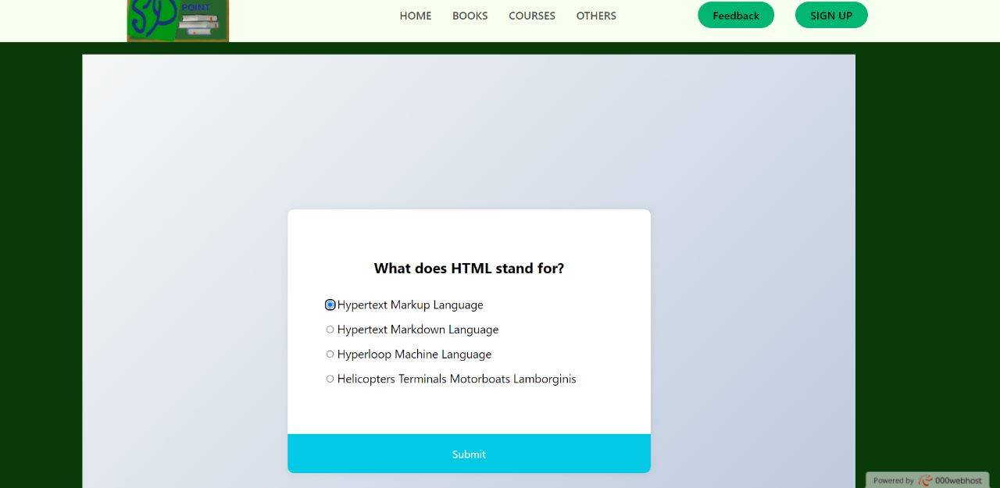 POINT
HOME
BOOKS
COURSES
OTHERS
Feedback
SIGN UP
What does HTML stand for?
Hypertext Markup Language
Hypertext Markdown Language
Hyperloop Machine Language
Helicopters Terminals Motorboats Lamborginis
Submit
Powered by 000webhost